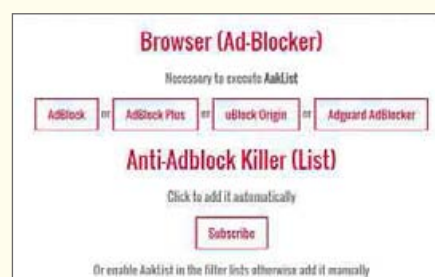 Browser (Ad-Blocker)
Necessary to execute AakList
AdBlock or AdBlock Plus or uBlock Origin or Adguard AdBlocker
Anti-Adblock Killer (List)
Click to add it automatically
Subscribe
Or enable AakList in the filter lists otherwise add it manually